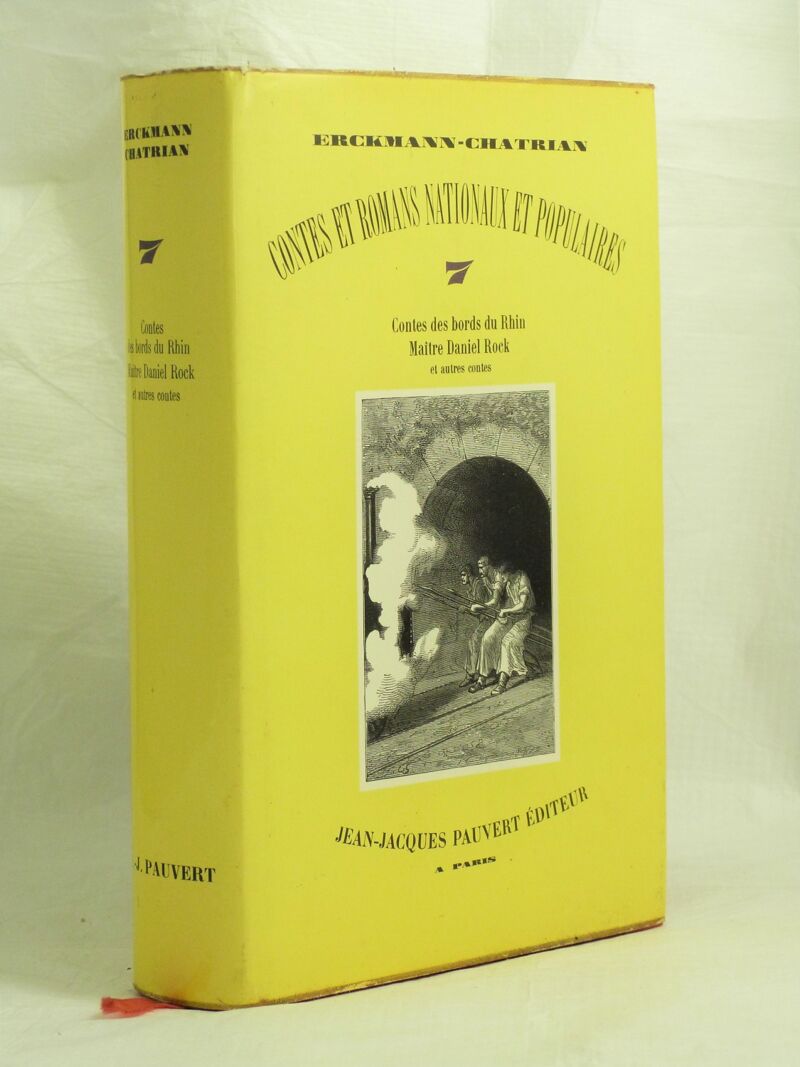 ERCKMANN
CHATRIAN
7
Contes
des bords du Rhin
Maître Daniel Rock
et autres contes
-J. PAUVERT
ERCKMANN-CHATRIAN
CONTES ET ROMANS NATIONAUX ET POPULAIRES
7
Contes des bords du Rhin
Maître Daniel Rock
et autres contes
JEAN-JACQUES PAUVERT ÉDITEUR
A PARIS